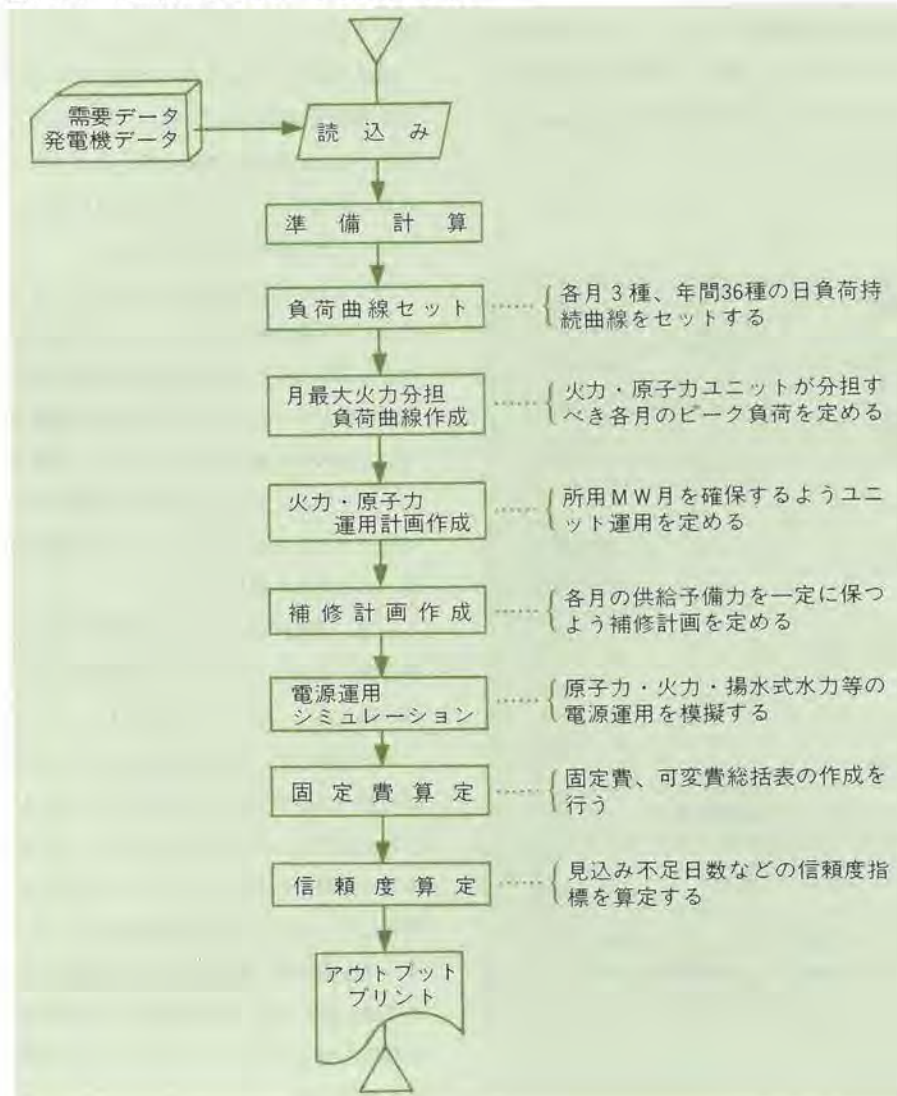 需要データ
発電機データ
読込み
準備計算
負荷曲線セット
各月3種、年間36種の日負荷持
続曲線をセットする
月最大火力分担
負荷曲線作成
火力・原子力ユニットが分担す
べき各月のピーク負荷を定める
火力・原子力
運用計画作成
所用MW月を確保するようユニ
ット運用を定める
補修計画作成
各月の供給予備力を一定に保つ
よう補修計画を定める
電源運用
シミュレーション
原子力・火力・揚水式水力等の
電源運用を模擬する
固定費算定
固定費、可変費総括表の作成を
行う
信頼度算定
見込み不足日数などの信頼度指
標を算定する
アウトプット
プリント